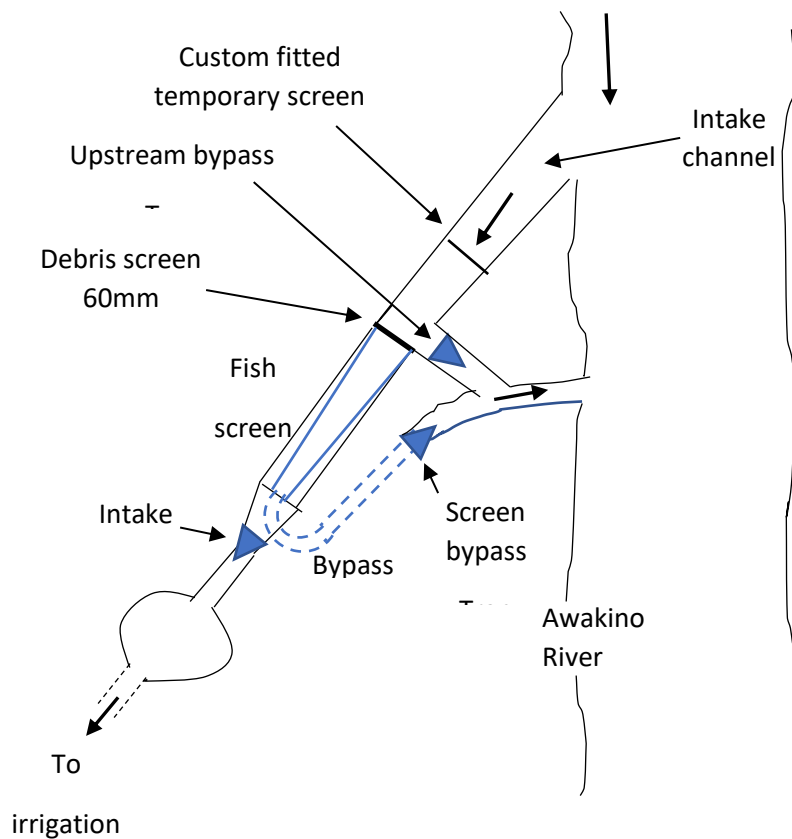 Custom fitted
temporary screen
Upstream bypass
Intake
channel
Debris screen
60mm
Fish
screen
Intake
Screen
bypass
Bypass
Awakino
River
To
irrigation